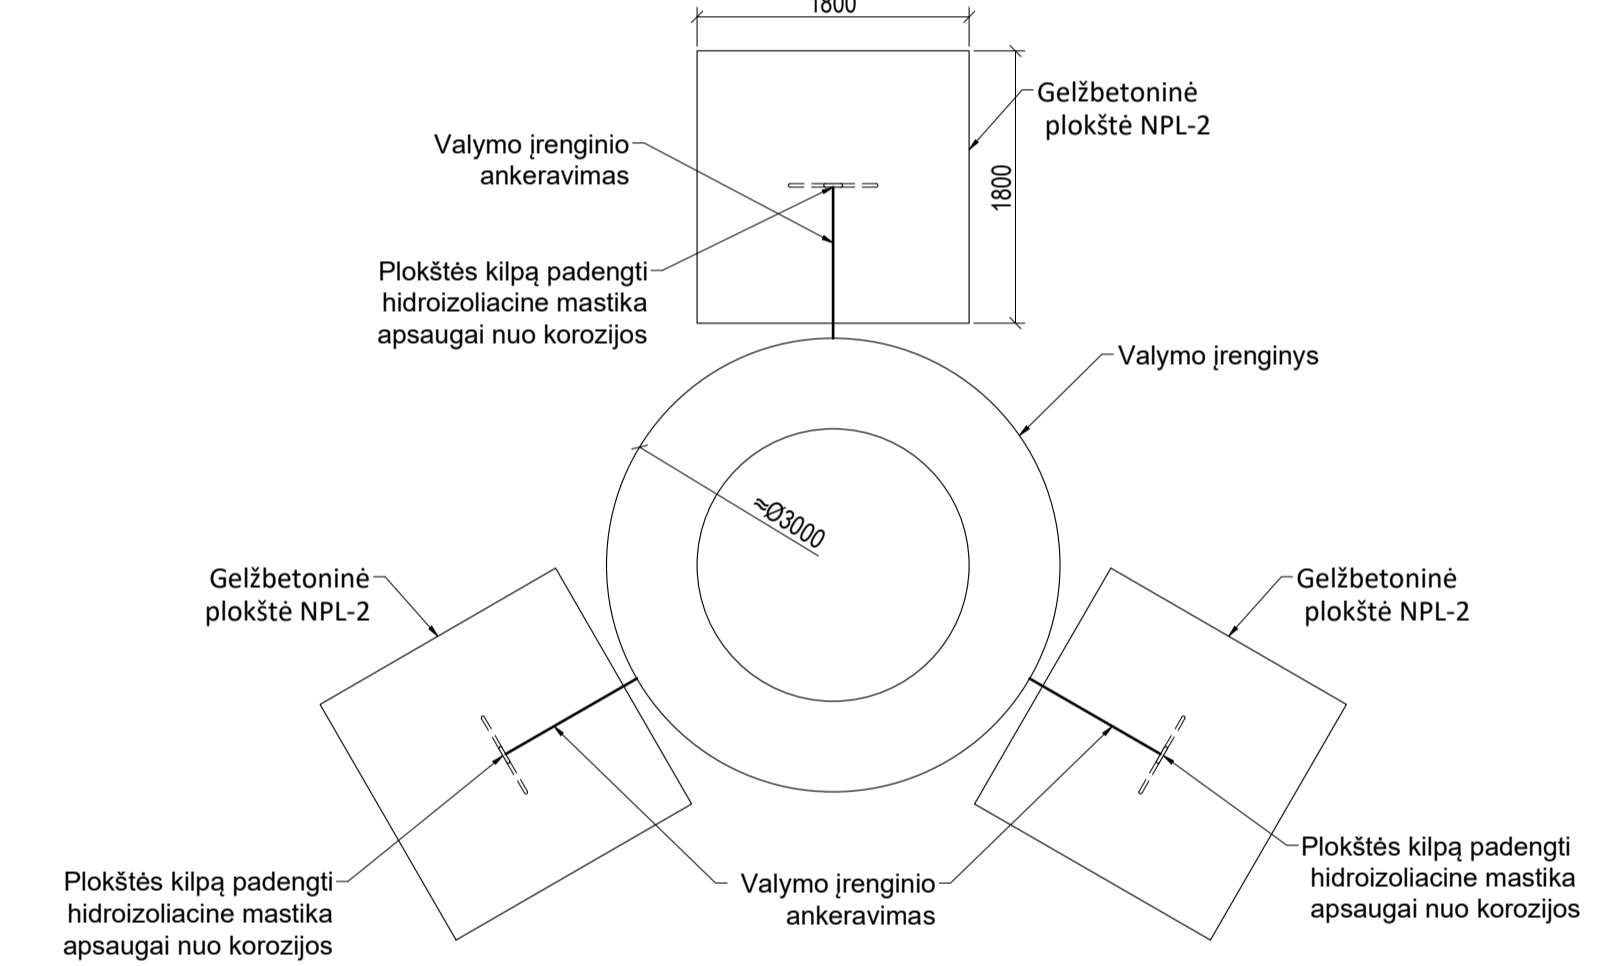 1800
Gelžbetoninė
plokštė NPL-2
Valymo įrenginio
ankeravimas
1800
Plokštės kilpą padengti
hidroizoliacine mastika
apsaugai nuo korozijos
Valymo įrenginys
≈Ø3000
Gelžbetoninė
plokštė NPL-2
Gelžbetoninė
plokštė NPL-2
Plokštės kilpą padengti
hidroizoliacine mastika
apsaugai nuo korozijos
Valymo įrenginio
ankeravimas
Plokštės kilpą padengti
hidroizoliacine mastika
apsaugai nuo korozijos